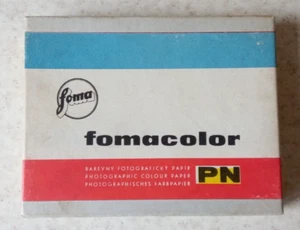 foma
fomacolor
BAREVNÝ FOTOGRAFICKÝ PAPÍR
PHOTOGRAPHIC COLOUR PAPER
PHOTOGRAPHISCHES FARBPAPIER
PN